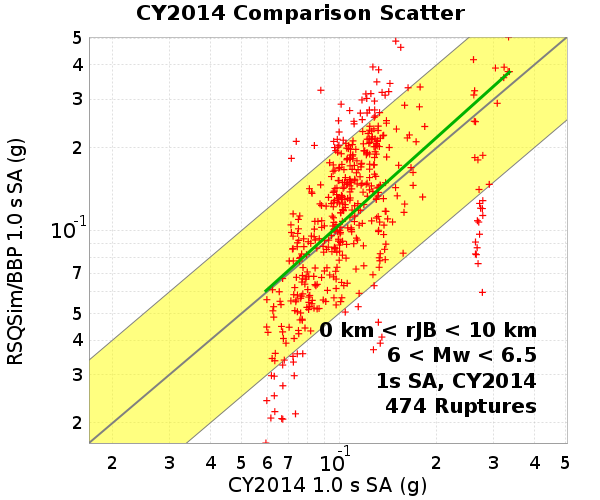 CY2014 Comparison Scatter
RSQSim/BBP 1.0 s SA (g)
5
4
3
2
10^-1
7
5
4
3
2
0 km < rJB < 10 km
6 < Mw < 6.5
1s SA, CY2014
474 Ruptures
2 3 4 5 6 7 10^-1 2 3 4 5
CY2014 1.0 s SA (g)